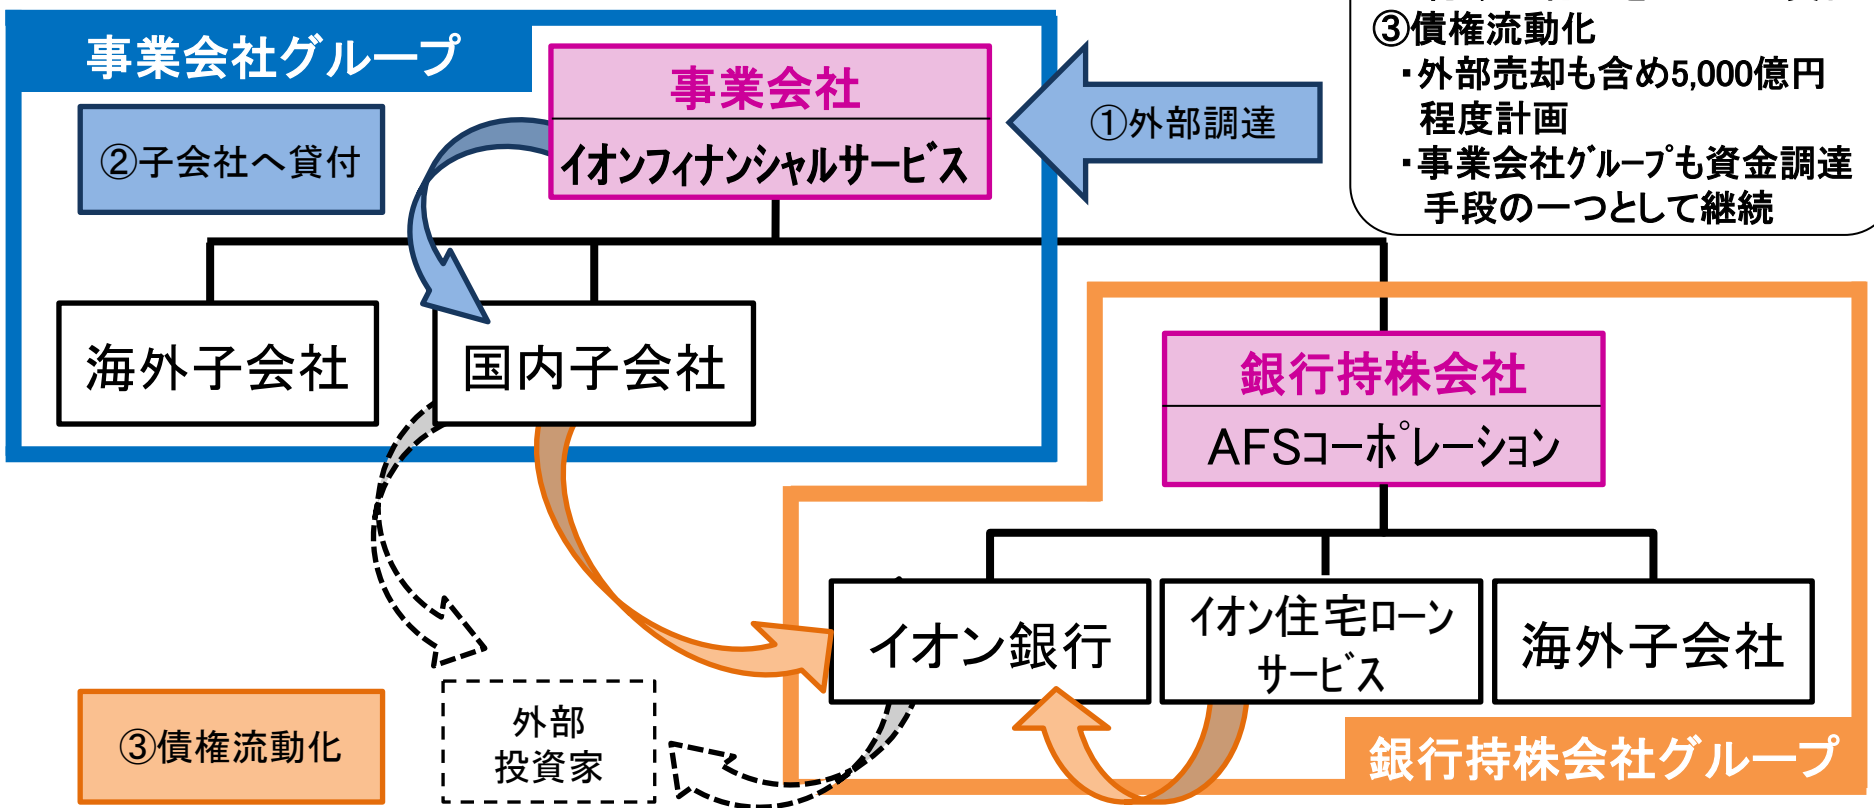 ③債権流動化
・外部売却も含め5,000億円
程度計画
・事業会社グループも資金調達
手段の一つとして継続
事業会社グループ
事業会社
イオンフィナンシャルサービス
①外部調達
②子会社へ貸付
海外子会社
国内子会社
銀行持株会社
AFSコーポレーション
イオン銀行
イオン住宅ローン
サービス
海外子会社
③債権流動化
外部
投資家
銀行持株会社グループ